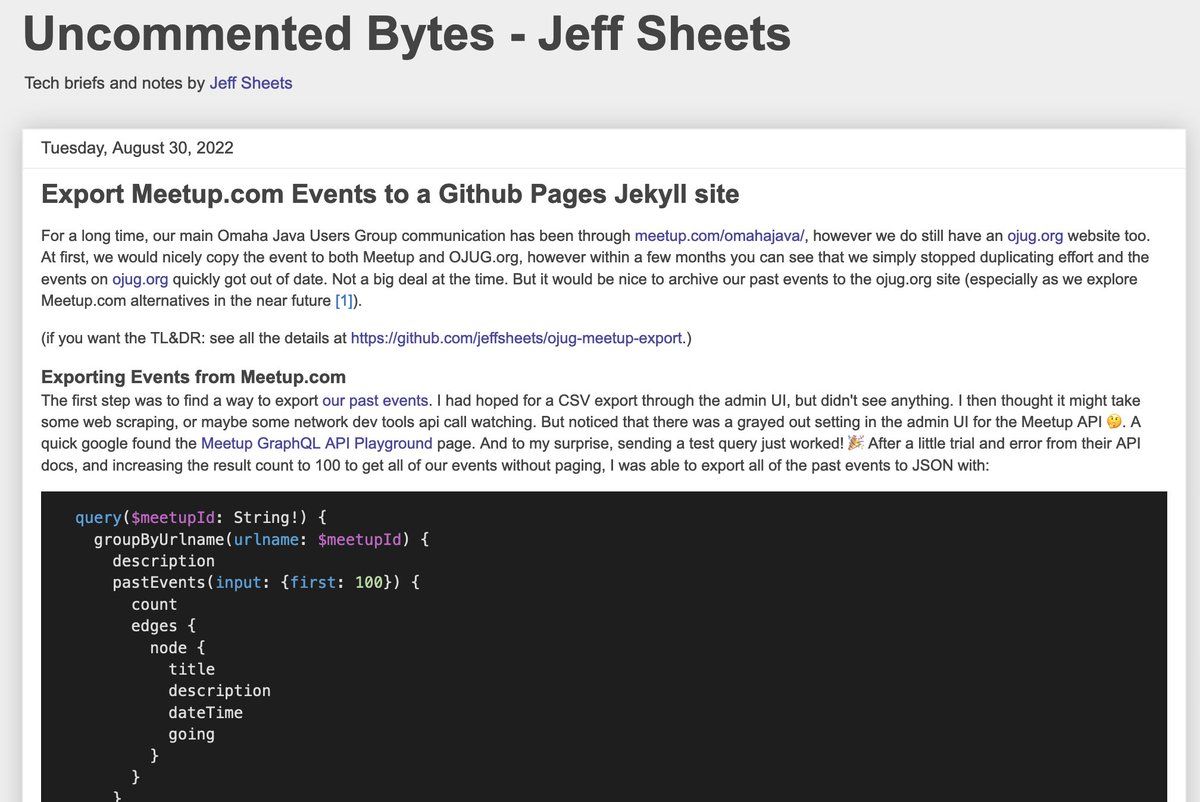 Uncommented Bytes - Jeff Sheets
Tech briefs and notes by Jeff Sheets
Tuesday, August 30, 2022
Export Meetup.com Events to a Github Pages Jekyll site
For a long time, our main Omaha Java Users Group communication has been through meetup.com/omahajava/, however we do still have an ojug.org website too.
At first, we would nicely copy the event to both Meetup and OJUG.org, however within a few months you can see that we simply stopped duplicating effort and the
events on ojug.org quickly got out of date. Not a big deal at the time. But it would be nice to archive our past events to the ojug.org site (especially as we explore
Meetup.com alternatives in the near future [1]).
(if you want the TL&DR: see all the details at https://github.com/jeffsheets/ojug-meetup-export.)
Exporting Events from Meetup.com
The first step was to find a way to export our past events. I had hoped for a CSV export through the admin UI, but didn't see anything. I then thought it might take
some web scraping, or maybe some network dev tools api call watching. But noticed that there was a grayed out setting in the admin UI for the Meetup API 🤔. A
quick google found the Meetup GraphQL API Playground page. And to my surprise, sending a test query just worked! 🎉 After a little trial and error from their API
docs, and increasing the result count to 100 to get all of our events without paging, I was able to export all of the past events to JSON with:
query($meetupId: String!) {
  groupByUrlname(urlname: $meetupId) {
    description
    pastEvents(input: {first: 100}) {
      count
      edges {
        node {
          title
          description
          dateTime
          going
        }
      }
    }